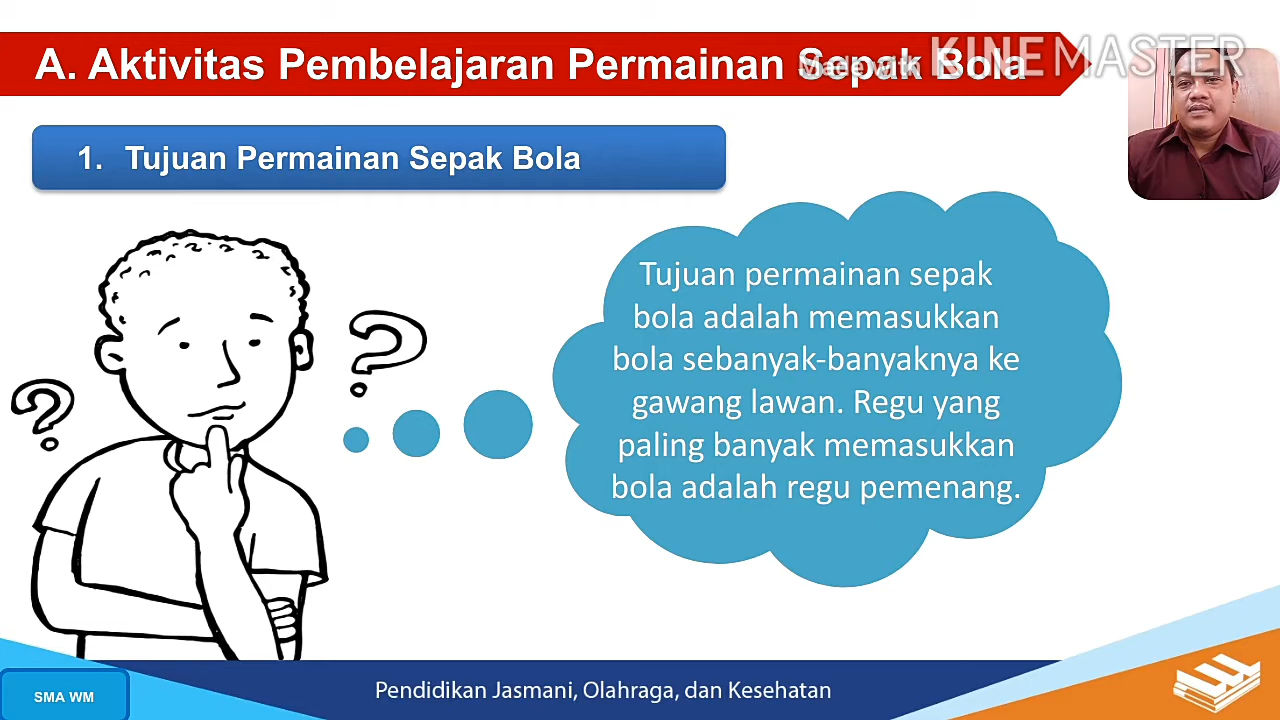 A. Aktivitas Pembelajaran Permainan Sepak Bola
Made with KINEMASTER
1. Tujuan Permainan Sepak Bola
Tujuan permainan sepak
bola adalah memasukkan
bola sebanyak-banyaknya ke
gawang lawan. Regu yang
paling banyak memasukkan
bola adalah regu pemenang.
?
?
SMA WM
Pendidikan Jasmani, Olahraga, dan Kesehatan